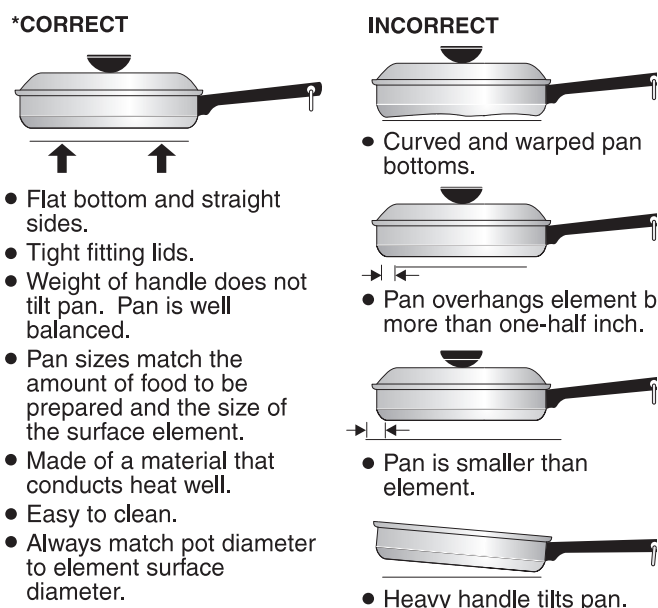 *CORRECT
• Flat bottom and straight
sides.
• Tight fitting lids.
• Weight of handle does not
tilt pan. Pan is well
balanced.
• Pan sizes match the
amount of food to be
prepared and the size of
the surface element.
• Made of a material that
conducts heat well.
• Easy to clean.
• Always match pot diameter
to element surface
diameter.
INCORRECT
• Curved and warped pan
bottoms.
• Pan overhangs element b
more than one-half inch.
• Pan is smaller than
element.
• Heavy handle tilts pan.